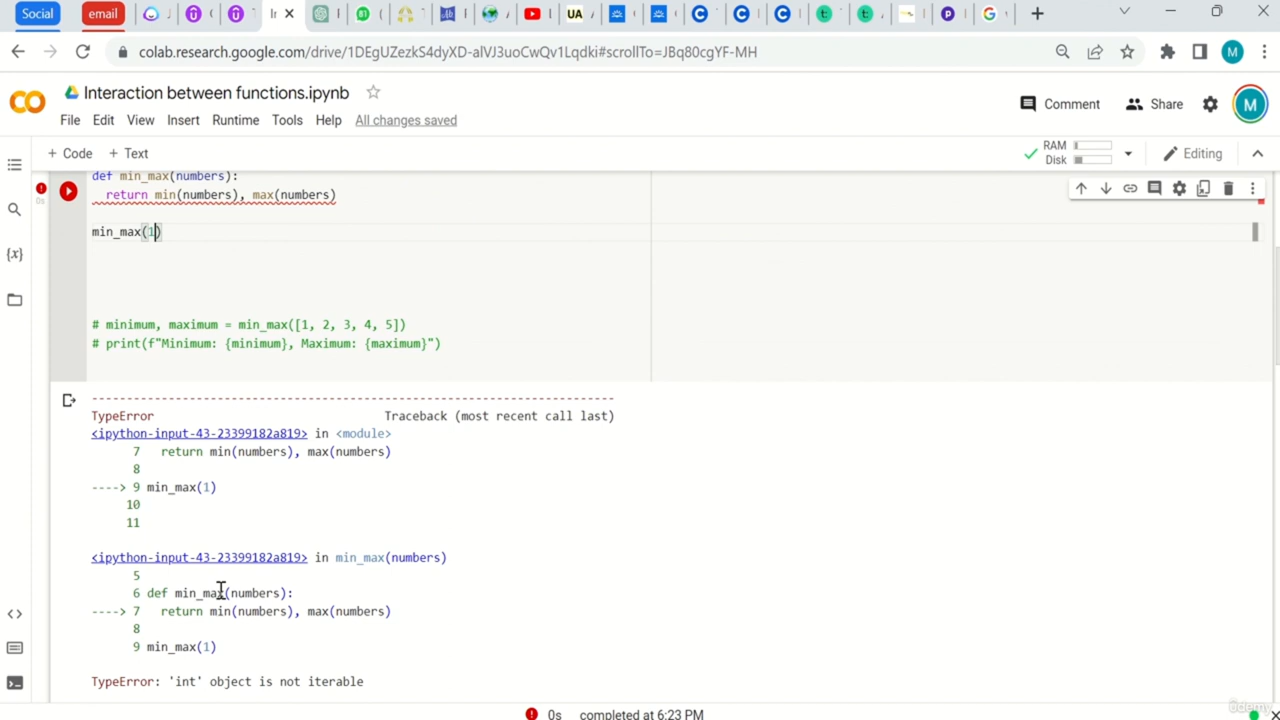 Social email UA
colab.research.google.com/drive/1DEgUZezkS4dyXD-alVJ3uoCwQv1Lqdki#scrollTo=JBq80cgYF-MH M
CO Interaction between functions.ipynb
File Edit View Insert Runtime Tools Help All changes saved
Comment Share M
+ Code + Text
RAM
Disk
Editing
def min_max(numbers):
return min(numbers), max(numbers)
0s
min_max(1)
{x}
# minimum, maximum = min_max([1, 2, 3, 4, 5])
# print(f"Minimum: {minimum}, Maximum: {maximum}")
---------------------------------------------------------------------------
TypeError Traceback (most recent call last)
<ipython-input-43-23399182a819> in <module>
7 return min(numbers), max(numbers)
8
----> 9 min_max(1)
10
11
<ipython-input-43-23399182a819> in min_max(numbers)
5
6 def min_max(numbers):
----> 7 return min(numbers), max(numbers)
8
9 min_max(1)
TypeError: 'int' object is not iterable
0s completed at 6:23 PM
udemy